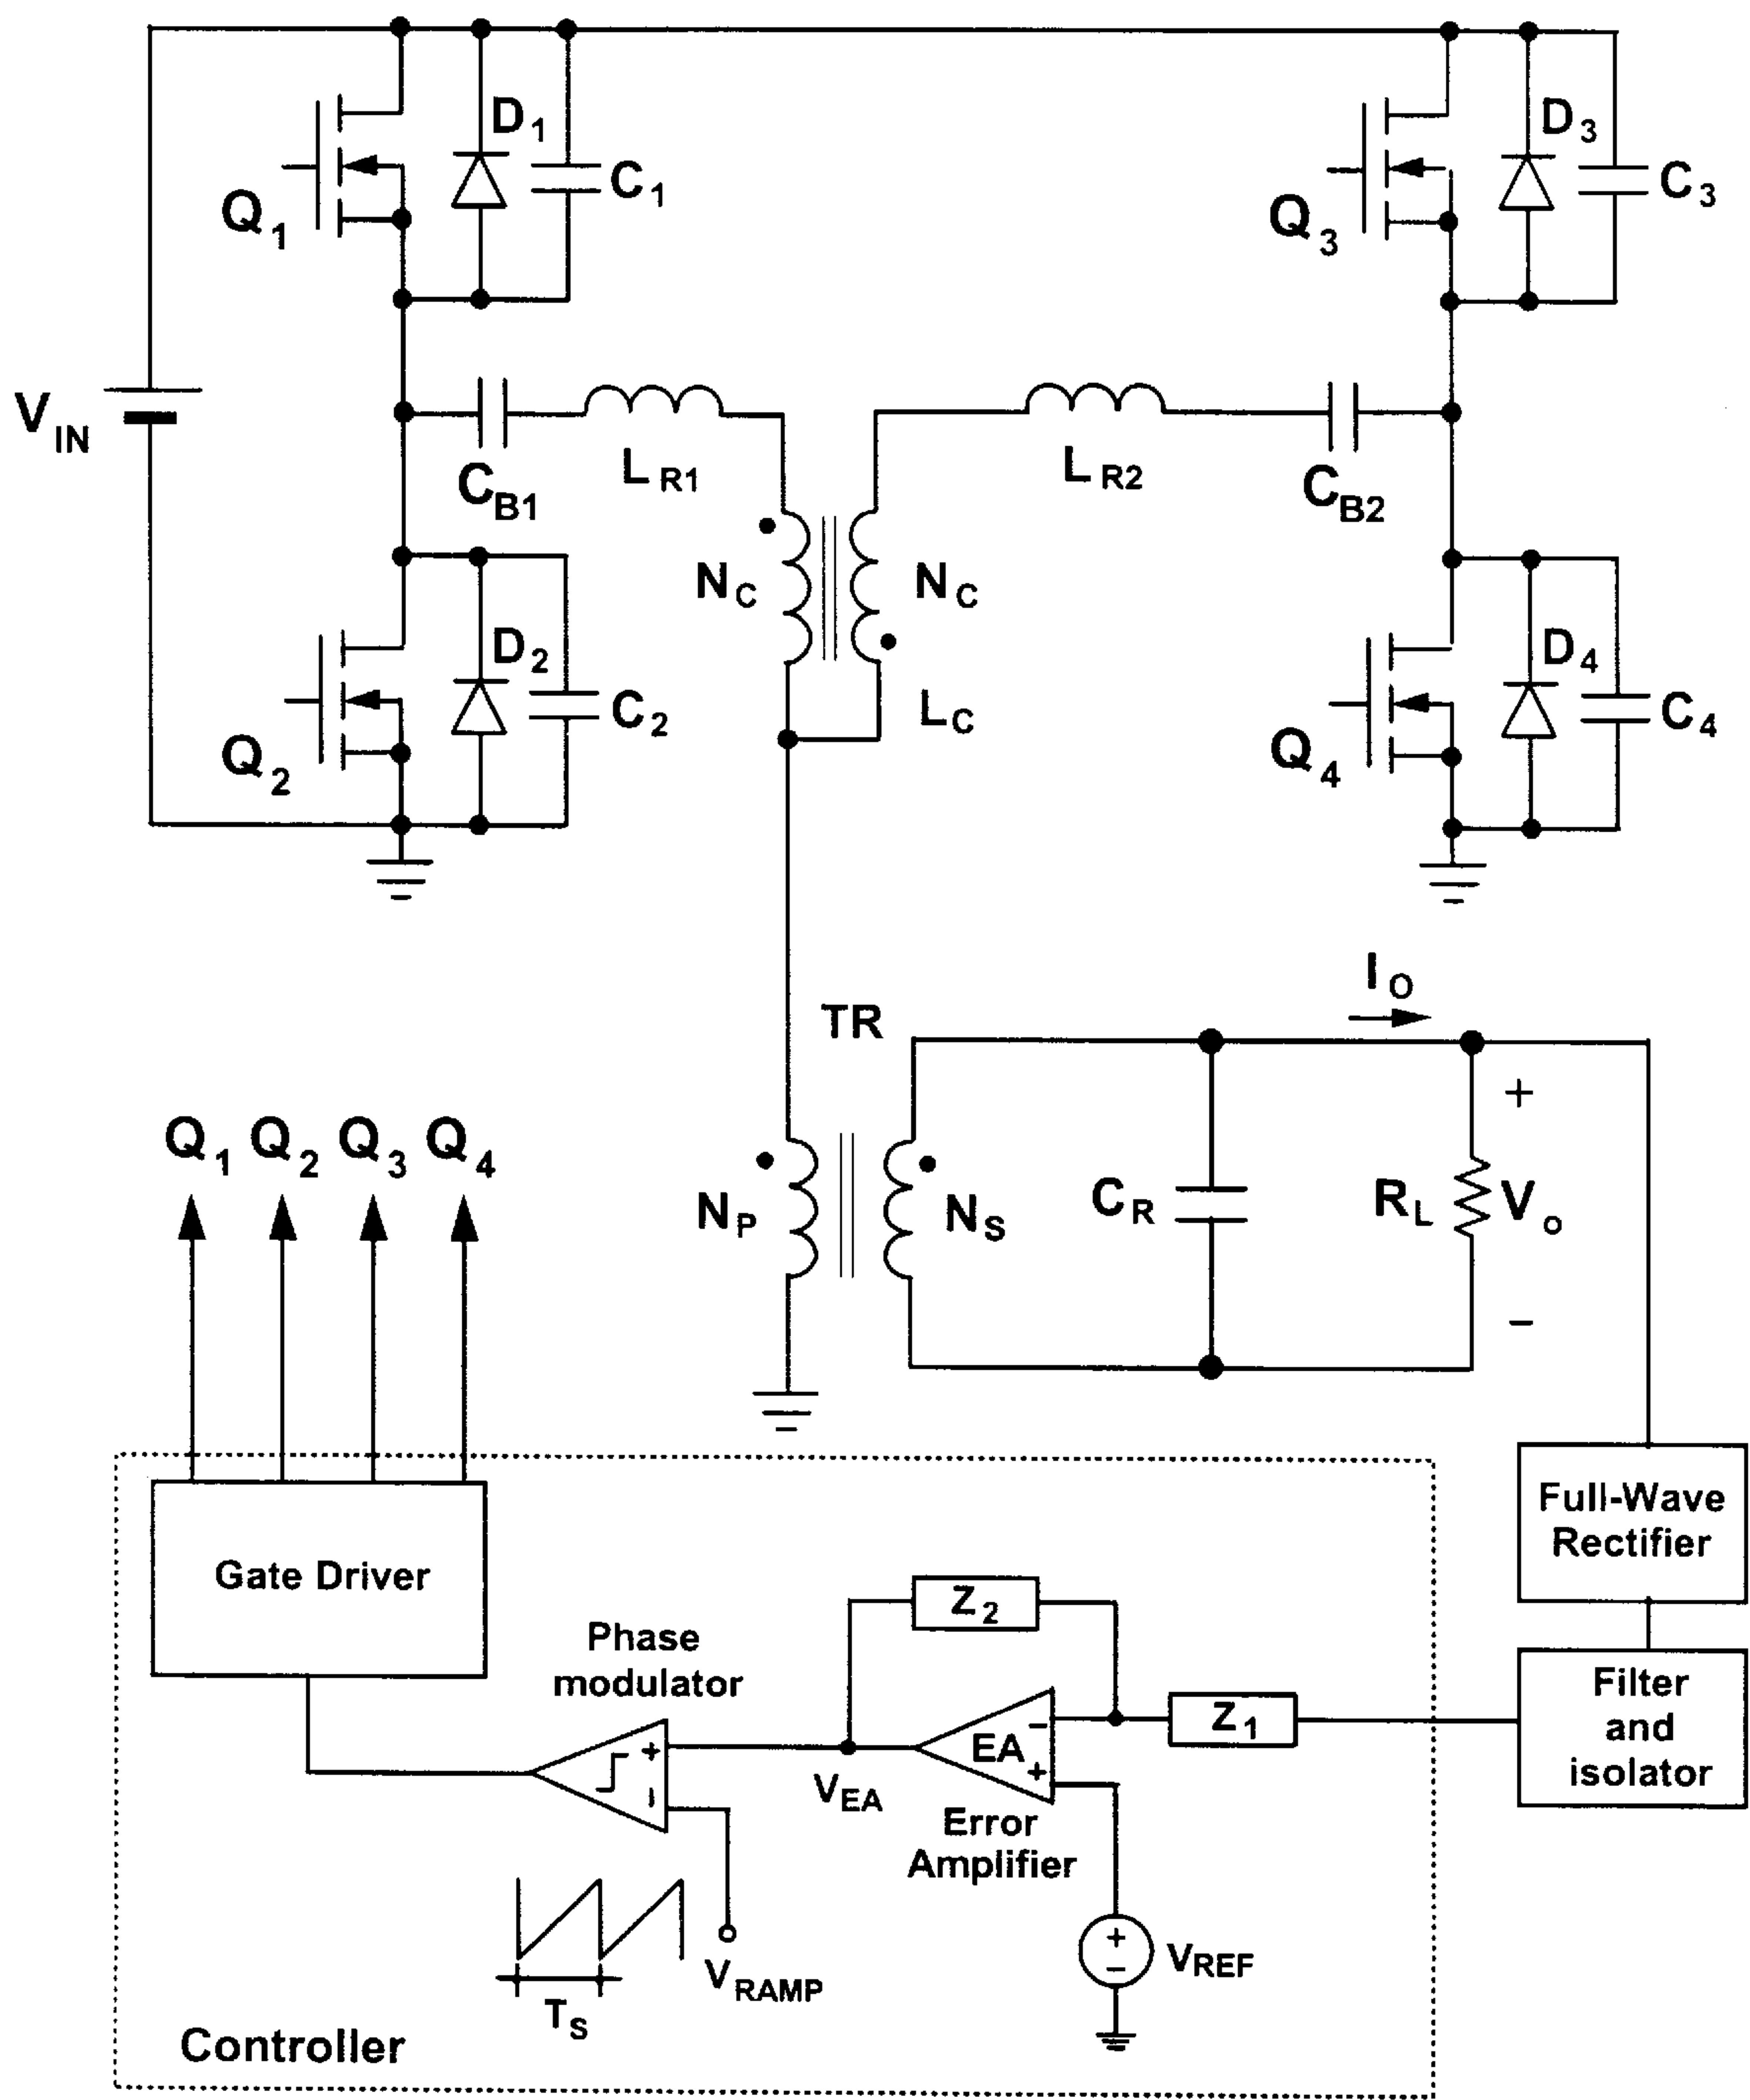 D1
C1
Q1
D3
C3
Q3
VIN
CB1
LR1
LR2
CB2
NC
NC
LC
D2
C2
Q2
D4
C4
Q4
IO
TR
+
NP
NS
CR
RL
Vo
−
Q1 Q2 Q3 Q4
Gate Driver
Full-Wave
Rectifier
Filter
and
isolator
Z2
Z1
Phase
modulator
+
−
EA
−
+
VEA
Error
Amplifier
VRAMP
TS
+
−
VREF
Controller